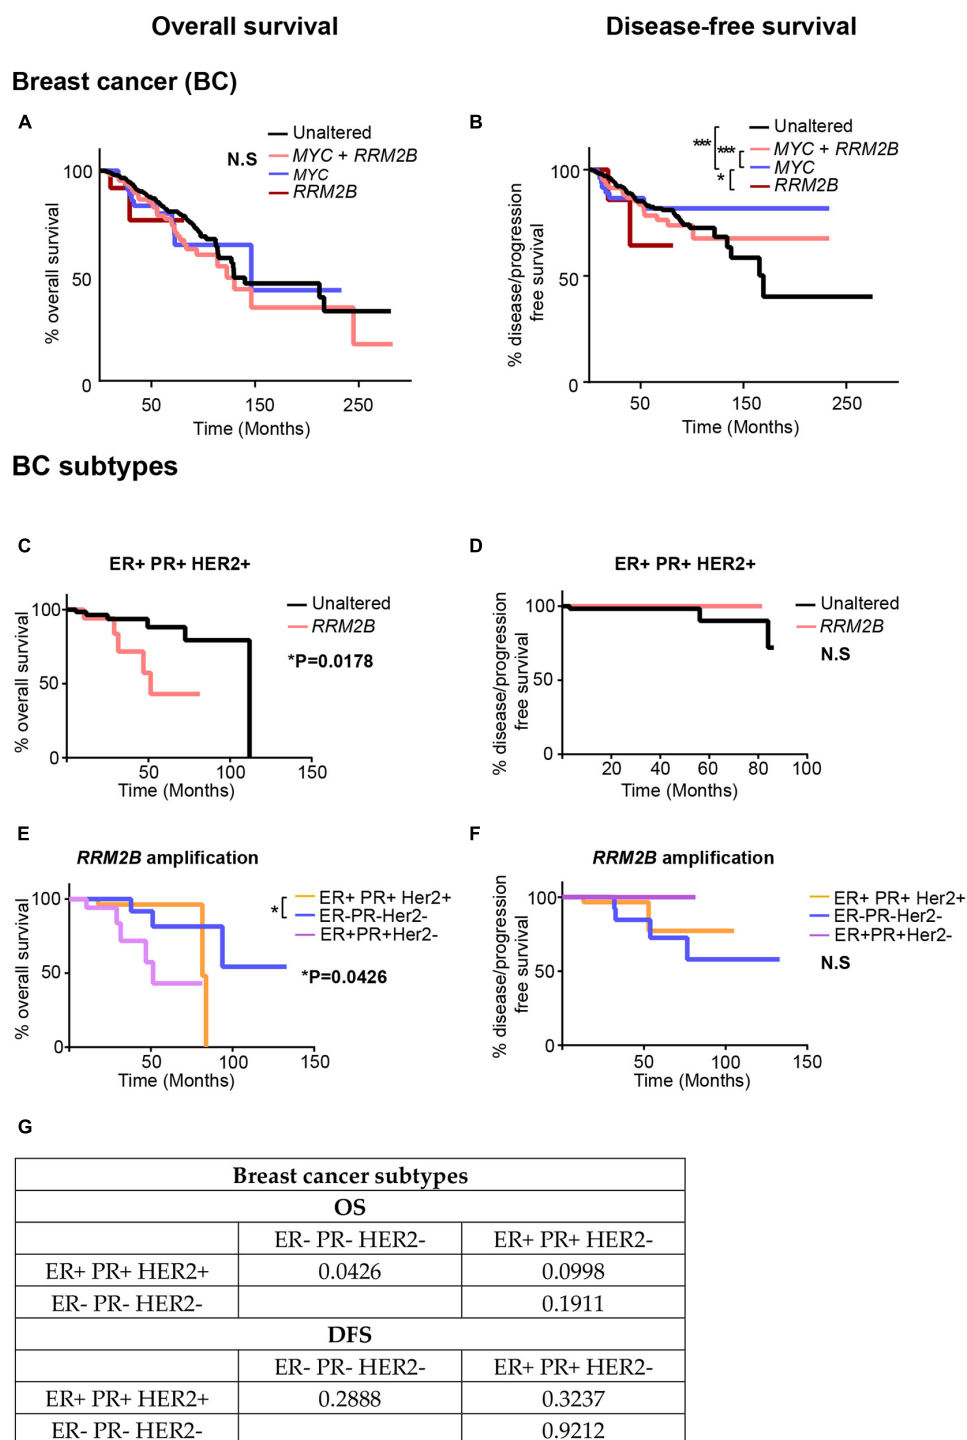 Overall survival
Disease-free survival
Breast cancer (BC)
A
Unaltered
MYC + RRM2B
MYC
RRM2B
N.S
100
50
0
% overall survival
50
150
250
Time (Months)
B
Unaltered
MYC + RRM2B
MYC
RRM2B
***
***
*
100
50
0
% disease/progression
free survival
50
150
250
Time (Months)
BC subtypes
C
ER+ PR+ HER2+
Unaltered
RRM2B
*P=0.0178
100
50
0
% overall survival
50
100
150
Time (Months)
D
ER+ PR+ HER2+
Unaltered
RRM2B
N.S
100
50
0
% disease/progression
free survival
20
40
60
80
100
Time (Months)
E
RRM2B amplification
ER+ PR+ Her2+
ER-PR-Her2-
ER+PR+Her2-
*
*P=0.0426
100
50
0
% overall survival
50
100
150
Time (Months)
F
RRM2B amplification
ER+ PR+ Her2+
ER-PR-Her2-
ER+PR+Her2-
N.S
100
50
0
% disease/progression
free survival
50
100
150
Time (Months)
G
Breast cancer subtypes
OS
ER- PR- HER2- ER+ PR+ HER2-
ER+ PR+ HER2+ 0.0426 0.0998
ER- PR- HER2- 0.1911
DFS
ER- PR- HER2- ER+ PR+ HER2-
ER+ PR+ HER2+ 0.2888 0.3237
ER- PR- HER2- 0.9212